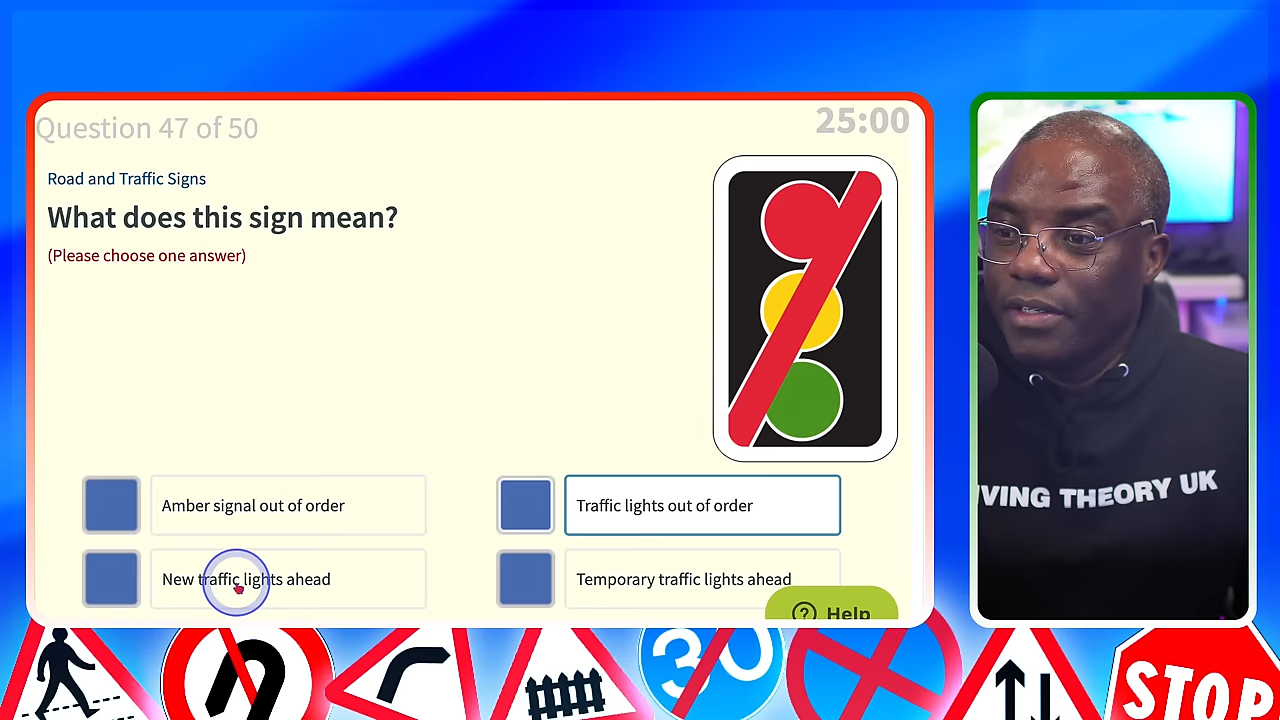 Question 47 of 50
25:00
Road and Traffic Signs
What does this sign mean?
(Please choose one answer)
Amber signal out of order
Traffic lights out of order
New traffic lights ahead
Temporary traffic lights ahead
? Help
VING THEORY UK
30
STOP